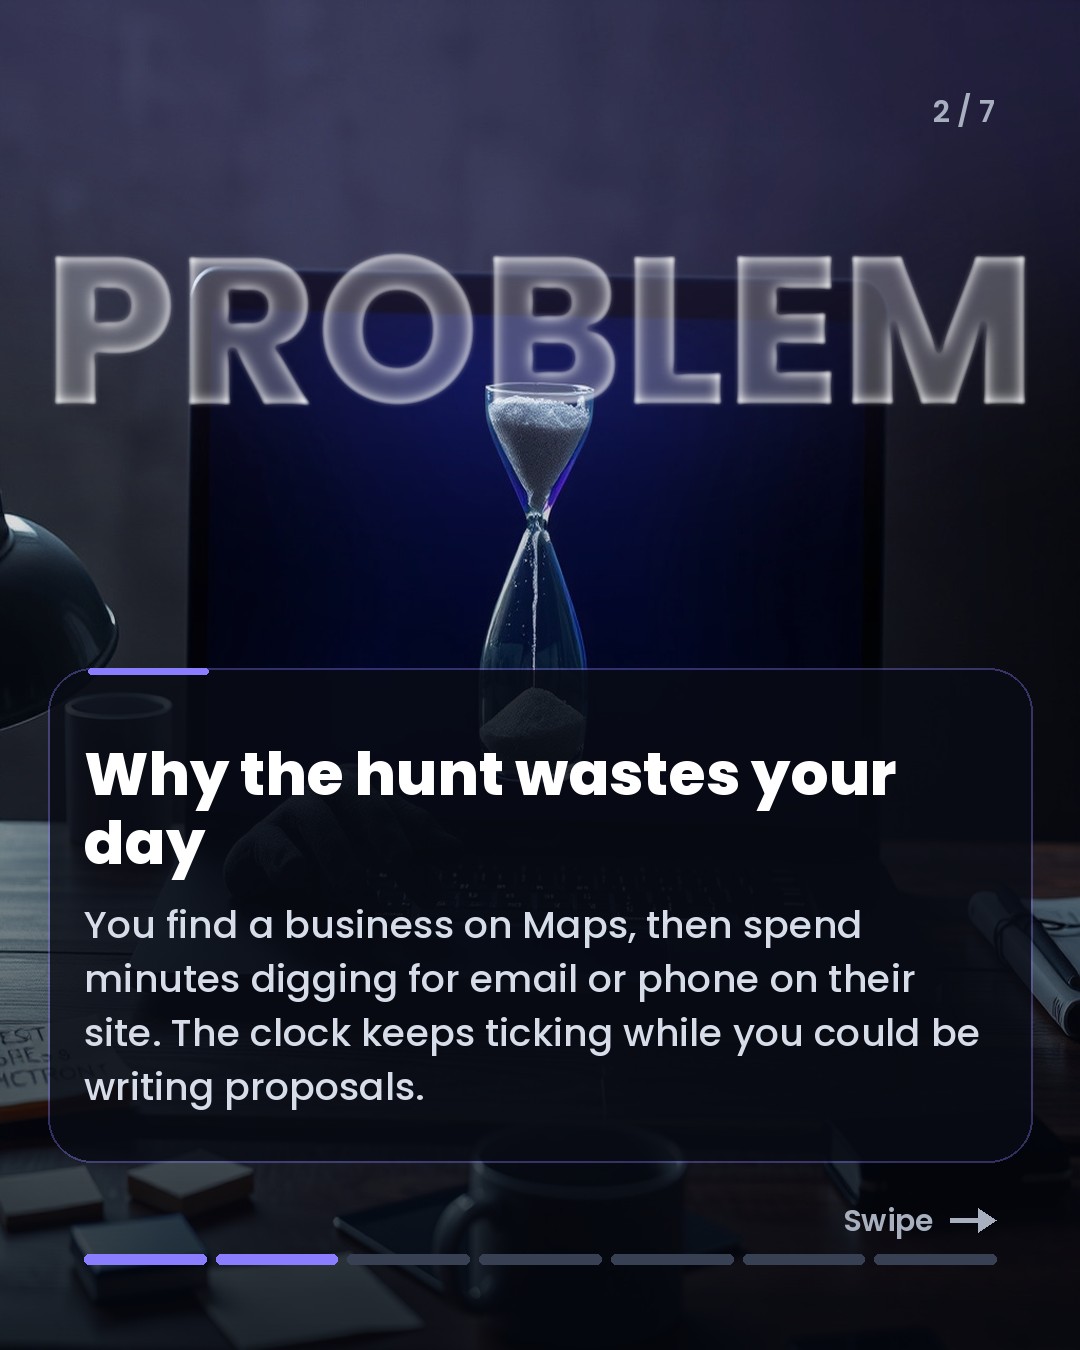 2 / 7
PROBLEM
Why the hunt wastes your
day
You find a business on Maps, then spend
minutes digging for email or phone on their
site. The clock keeps ticking while you could be
writing proposals.
Swipe